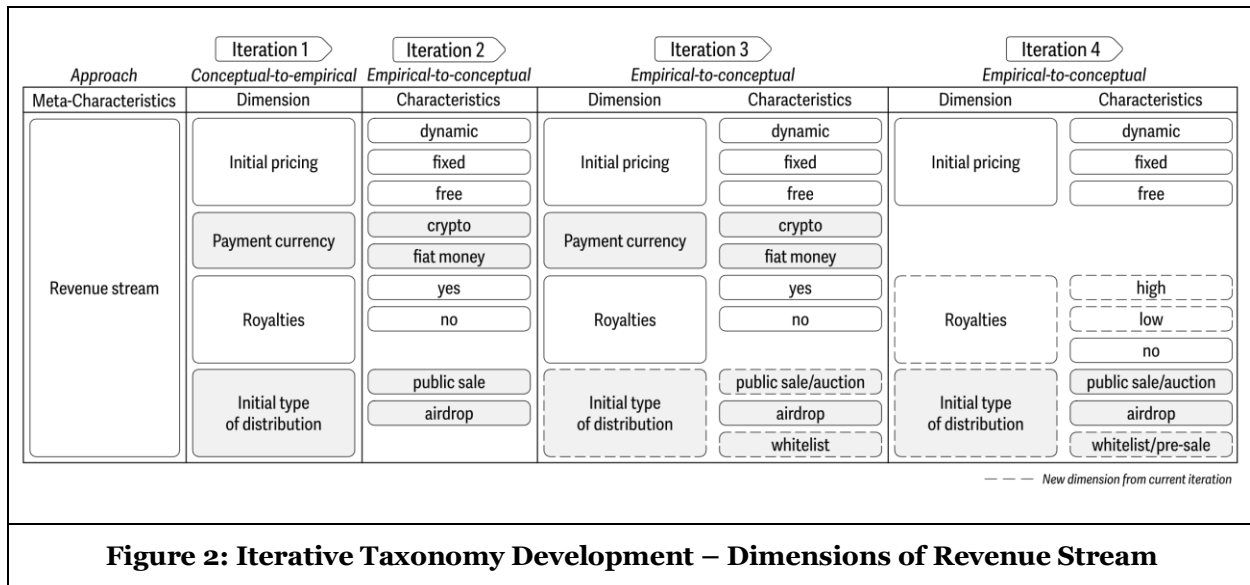 Iteration 1 Iteration 2 Iteration 3 Iteration 4
Approach Conceptual-to-empirical Empirical-to-conceptual Empirical-to-conceptual Empirical-to-conceptual
Meta-Characteristics Dimension Characteristics Dimension Characteristics Dimension Characteristics
dynamic dynamic dynamic
Initial pricing fixed Initial pricing fixed Initial pricing fixed
free free free
crypto crypto
Payment currency Payment currency
fiat money fiat money
Revenue stream yes yes high
Royalties no Royalties no Royalties low
no
public sale public sale/auction public sale/auction
Initial type
of distribution airdrop Initial type
of distribution airdrop Initial type
of distribution airdrop
whitelist whitelist/pre-sale
New dimension from current iteration
Figure 2: Iterative Taxonomy Development – Dimensions of Revenue Stream